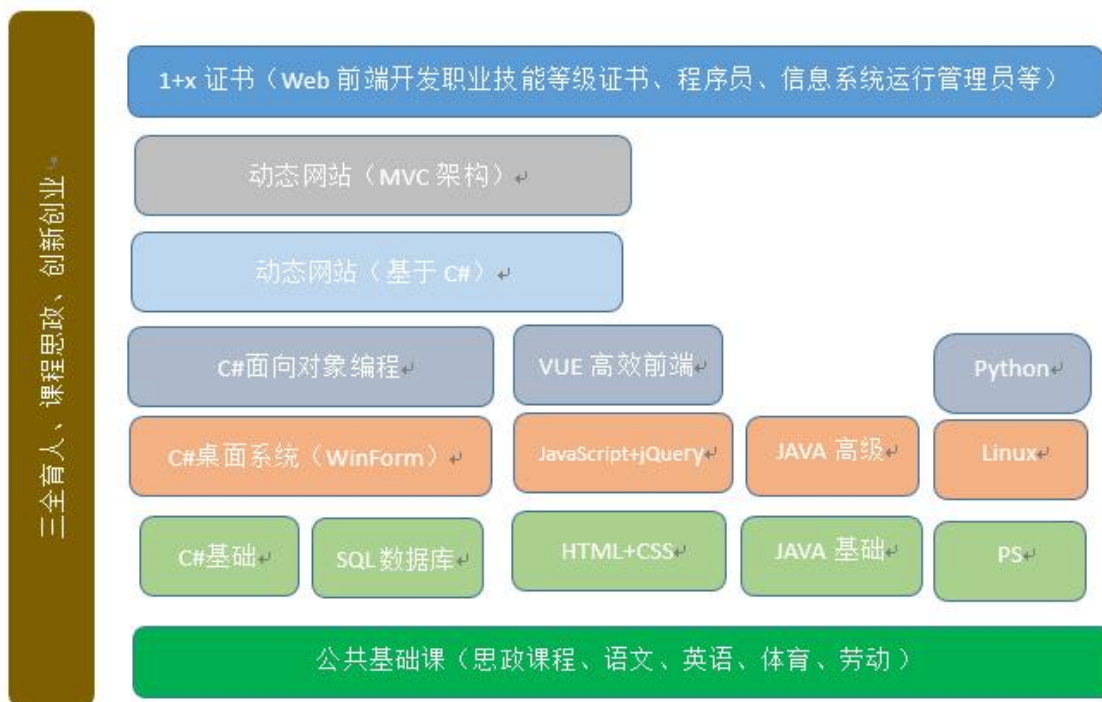 三全育人、课程思政、创新创业
1+x 证书（Web 前端开发职业技能等级证书、程序员、信息系统运行管理员等）
动态网站（MVC 架构）
动态网站（基于 C#）
C#面向对象编程
VUE 高效前端
Python
C#桌面系统（WinForm）
JavaScript+jQuery
JAVA 高级
Linux
C#基础
SQL 数据库
HTML+CSS
JAVA 基础
PS
公共基础课（思政课程、语文、英语、体育、劳动）